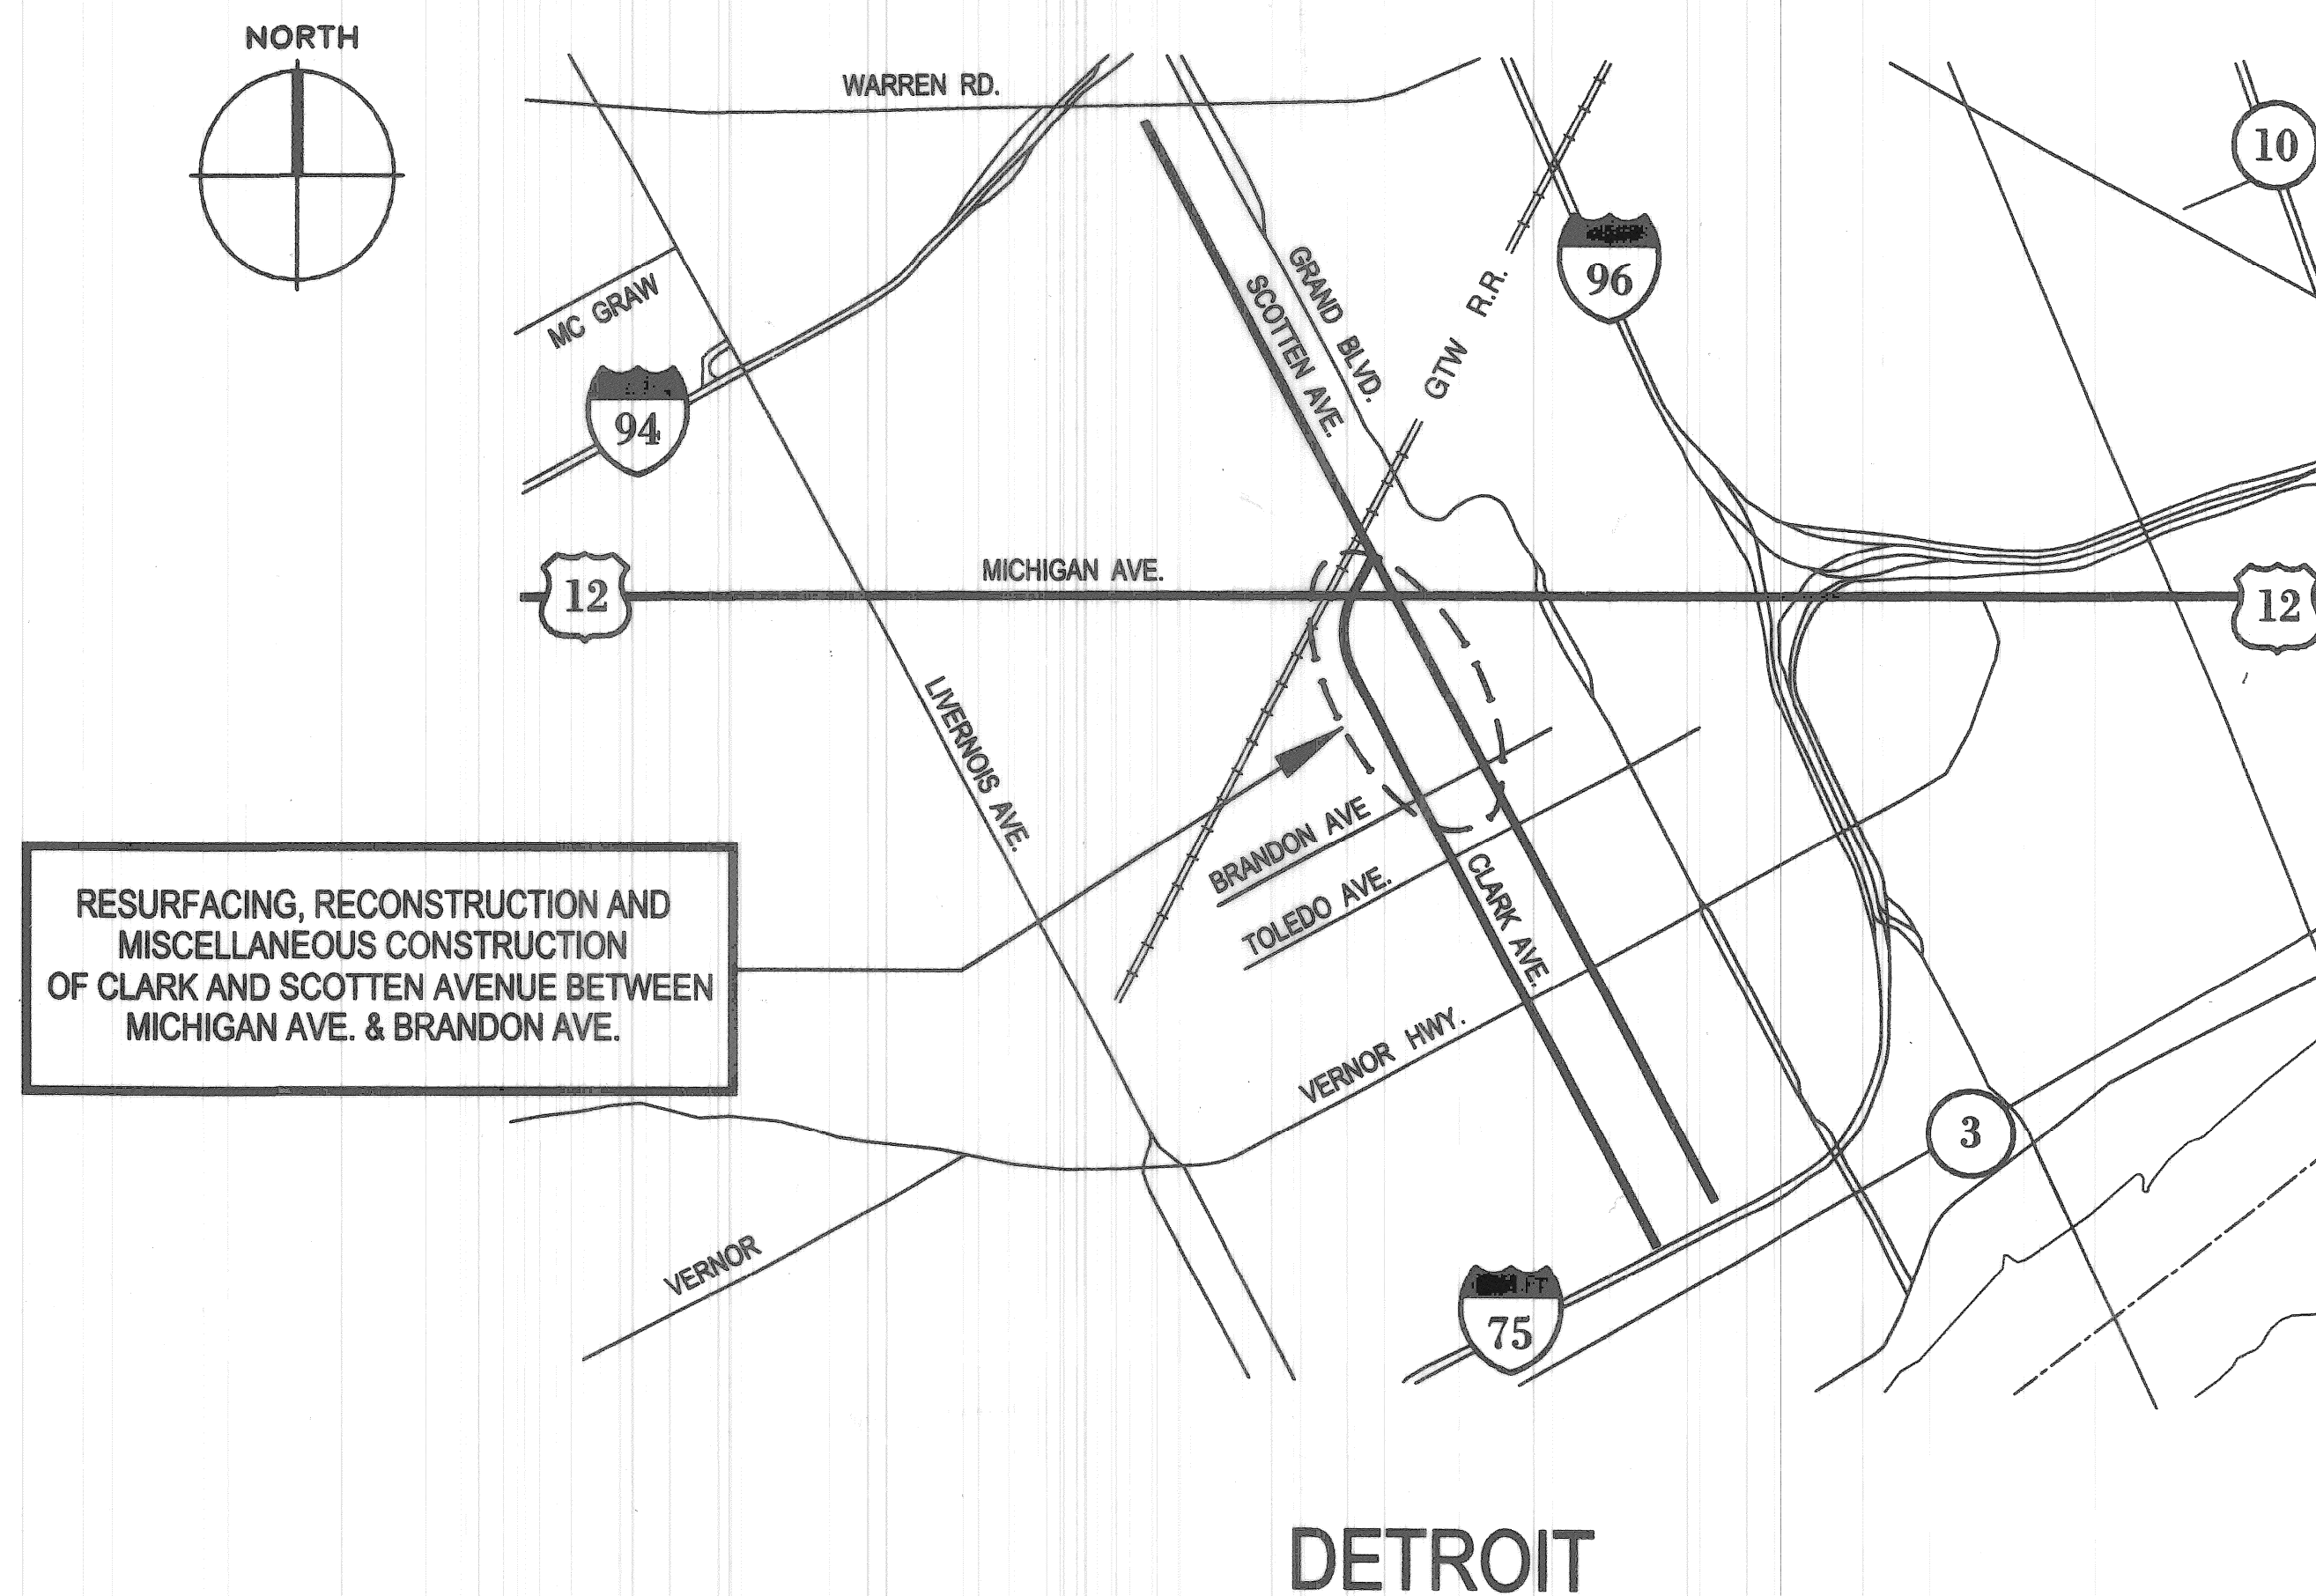 NORTH
WARREN RD.
10
GRAND BLVD.
SCOTTEN AVE.
96
MC GRAW
GTW R.R.
94
MICHIGAN AVE.
12
12
LIVERNOIS AVE.
BRANDON AVE
TOLEDO AVE.
CLARK AVE.
RESURFACING, RECONSTRUCTION AND
MISCELLANEOUS CONSTRUCTION
OF CLARK AND SCOTTEN AVENUE BETWEEN
MICHIGAN AVE. & BRANDON AVE.
VERNOR HWY.
3
VERNOR
75
DETROIT